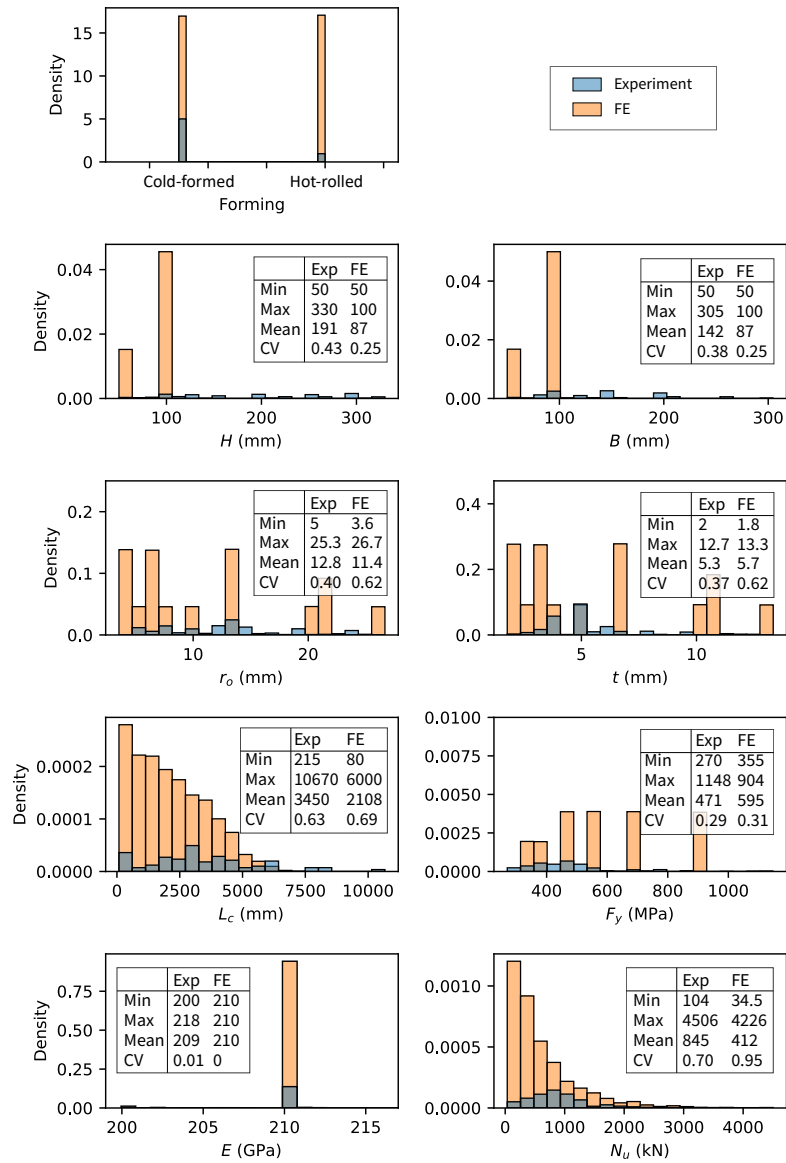 15
10
5
0
Density
Cold-formed Hot-rolled
Forming
Experiment
FE
0.04
0.02
0.00
Density
100 200 300
H (mm)
Exp FE
Min 50 50
Max 330 100
Mean 191 87
CV 0.43 0.25
0.04
0.02
0.00
100 200 300
B (mm)
Exp FE
Min 50 50
Max 305 100
Mean 142 87
CV 0.38 0.25
0.2
0.1
0.0
Density
10 20
r_o (mm)
Exp FE
Min 5 3.6
Max 25.3 26.7
Mean 12.8 11.4
CV 0.40 0.62
0.4
0.2
0.0
5 10
t (mm)
Exp FE
Min 2 1.8
Max 12.7 13.3
Mean 5.3 5.7
CV 0.37 0.62
0.0002
0.0001
0.0000
Density
0 2500 5000 7500 10000
L_c (mm)
Exp FE
Min 215 80
Max 10670 6000
Mean 3450 2108
CV 0.63 0.69
0.0100
0.0075
0.0050
0.0025
0.0000
400 600 800 1000
F_y (MPa)
Exp FE
Min 270 355
Max 1148 904
Mean 471 595
CV 0.29 0.31
0.75
0.50
0.25
0.00
Density
200 205 210 215
E (GPa)
Exp FE
Min 200 210
Max 218 210
Mean 209 210
CV 0.01 0
0.0010
0.0005
0.0000
0 1000 2000 3000 4000
N_u (kN)
Exp FE
Min 104 34.5
Max 4506 4226
Mean 845 412
CV 0.70 0.95